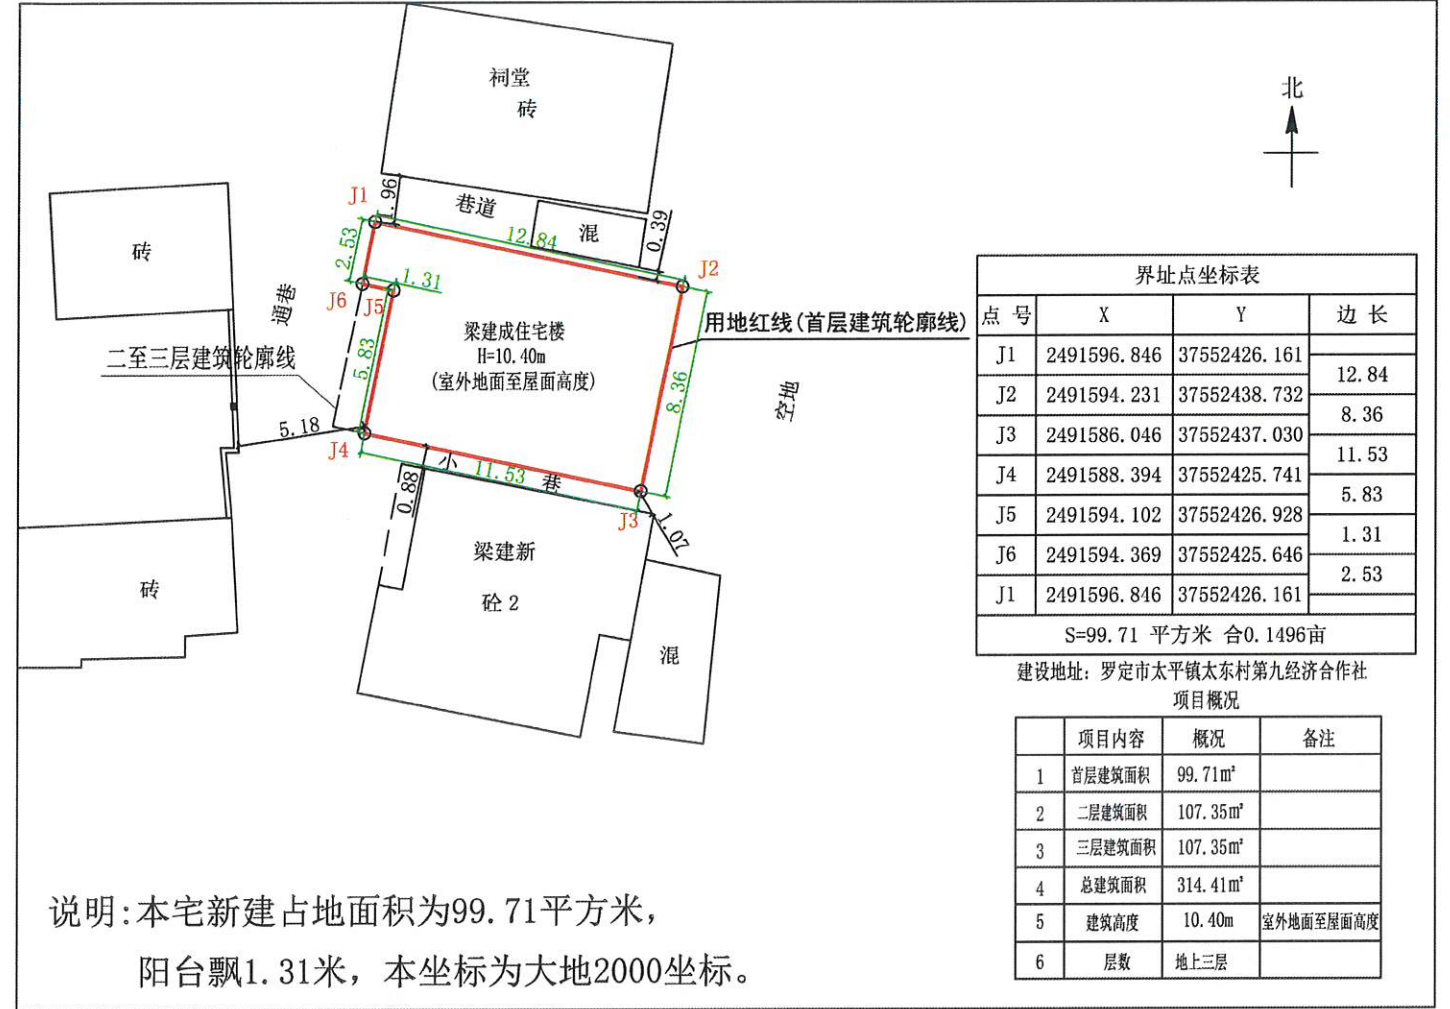 祠堂
砖
北
J1
1.96
巷道
混
0.39
12.84
J2
2.53
1.31
J6
J5
砖
通巷
梁建成住宅楼
H=10.40m
(室外地面至屋面高度)
用地红线(首层建筑轮廓线)
二至三层建筑轮廓线
5.83
8.36
空地
5.18
J4
小 巷
11.53
0.88
J3
1.07
梁建新
砼 2
砖
混
界址点坐标表
点 号 X Y 边 长
J1 2491596.846 37552426.161
12.84
J2 2491594.231 37552438.732
8.36
J3 2491586.046 37552437.030
11.53
J4 2491588.394 37552425.741
5.83
J5 2491594.102 37552426.928
1.31
J6 2491594.369 37552425.646
2.53
J1 2491596.846 37552426.161
S=99.71 平方米 合0.1496亩
建设地址: 罗定市太平镇太东村第九经济合作社
项目概况
项目内容 概况 备注
1 首层建筑面积 99.71m²
2 二层建筑面积 107.35m²
3 三层建筑面积 107.35m²
4 总建筑面积 314.41m²
5 建筑高度 10.40m 室外地面至屋面高度
6 层数 地上三层
说明:本宅新建占地面积为99.71平方米，
阳台飘1.31米，本坐标为大地2000坐标。